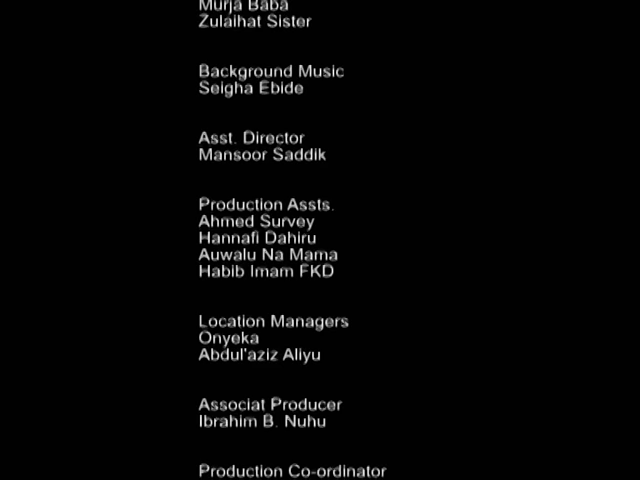 Murja Baba
Zulaihat Sister
Background Music
Seigha Ebide
Asst. Director
Mansoor Saddik
Production Assts.
Ahmed Survey
Hannafi Dahiru
Auwalu Na Mama
Habib Imam FKD
Location Managers
Onyeka
Abdul'aziz Aliyu
Associat Producer
Ibrahim B. Nuhu
Production Co-ordinator